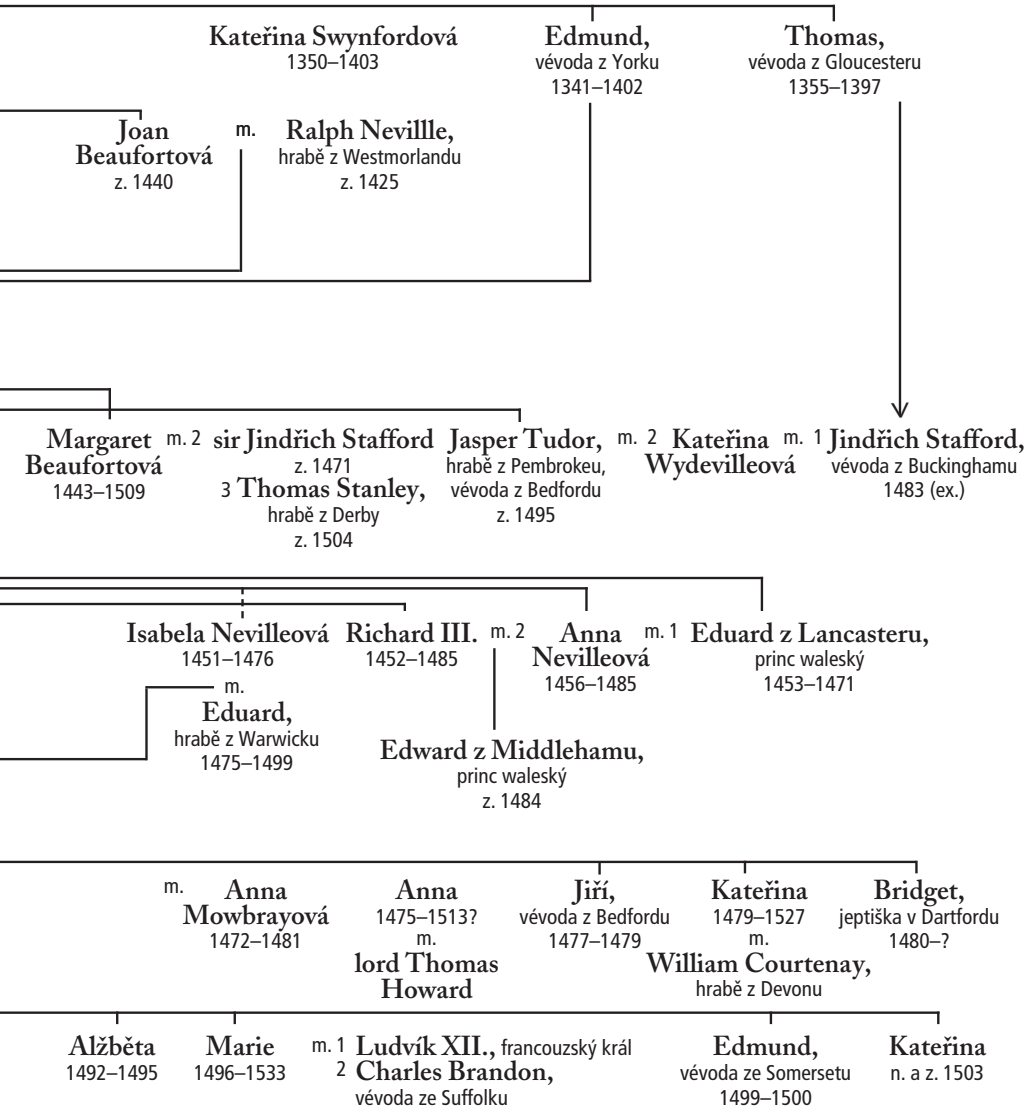 Kateřina Swynfordová
1350–1403
Edmund,
vévoda z Yorku
1341–1402
Thomas,
vévoda z Gloucesteru
1355–1397
Joan
Beaufortová
z. 1440
m.
Ralph Nevillle,
hrabě z Westmorlandu
z. 1425
Margaret
Beaufortová
1443–1509
m. 2
sir Jindřich Stafford
z. 1471
3 Thomas Stanley,
hrabě z Derby
z. 1504
Jasper Tudor,
hrabě z Pembrokeu,
vévoda z Bedfordu
z. 1495
m. 2
Kateřina
Wydevilleová
m. 1
Jindřich Stafford,
vévoda z Buckinghamu
1483 (ex.)
Isabela Nevilleová
1451–1476
m.
Eduard,
hrabě z Warwicku
1475–1499
Richard III.
1452–1485
m. 2
Anna
Nevilleová
1456–1485
m. 1
Eduard z Lancasteru,
princ waleský
1453–1471
Edward z Middlehamu,
princ waleský
z. 1484
m.
Anna
Mowbrayová
1472–1481
Anna
1475–1513?
m.
lord Thomas
Howard
Jiří,
vévoda z Bedfordu
1477–1479
Kateřina
1479–1527
m.
William Courtenay,
hrabě z Devonu
Bridget,
jeptiška v Dartfordu
1480–?
Alžběta
1492–1495
Marie
1496–1533
m. 1 Ludvík XII., francouzský král
2 Charles Brandon,
vévoda ze Suffolku
Edmund,
vévoda ze Somersetu
1499–1500
Kateřina
n. a z. 1503